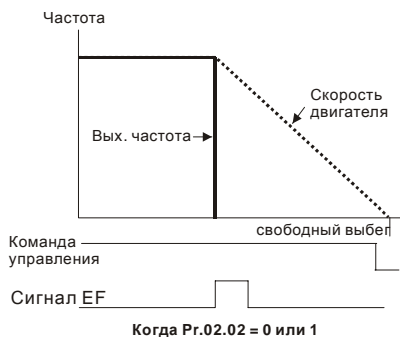 Частота
Скорость
двигателя
Вых. частота
свободный выбег
Команда
управления
Сигнал EF
Когда Pr.02.02 = 0 или 1